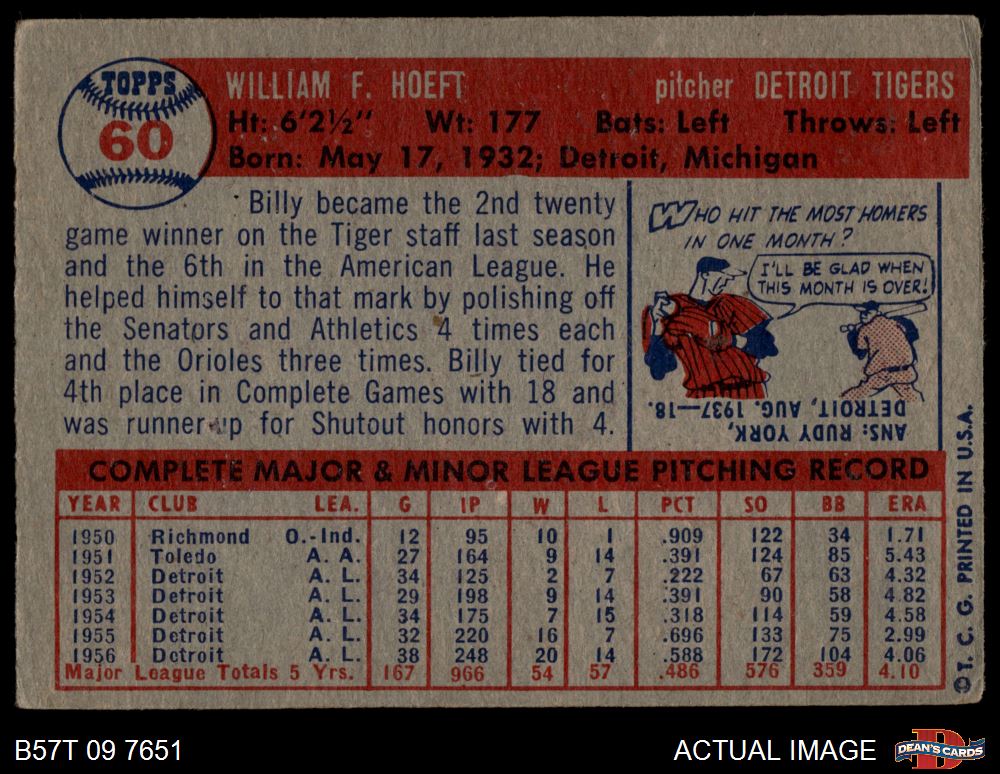 TOPPS
60
WILLIAM F. HOEFT pitcher DETROIT TIGERS
Ht: 6'2½" Wt: 177 Bats: Left Throws: Left
Born: May 17, 1932; Detroit, Michigan
Billy became the 2nd twenty
game winner on the Tiger staff last season
and the 6th in the American League. He
helped himself to that mark by polishing off
the Senators and Athletics 4 times each
and the Orioles three times. Billy tied for
4th place in Complete Games with 18 and
was runner-up for Shutout honors with 4.
WHO HIT THE MOST HOMERS
IN ONE MONTH?
I'LL BE GLAD WHEN
THIS MONTH IS OVER!
ANS: RUDY YORK,
DETROIT, AUG. 1937—18.
COMPLETE MAJOR & MINOR LEAGUE PITCHING RECORD
YEAR CLUB LEA. G IP W L PCT SO BB ERA
1950 Richmond O.-Ind. 12 95 10 1 .909 122 34 1.71
1951 Toledo A. A. 27 164 9 14 .391 124 85 5.43
1952 Detroit A. L. 34 125 2 7 .222 67 63 4.32
1953 Detroit A. L. 29 198 9 14 .391 90 58 4.82
1954 Detroit A. L. 34 175 7 15 .318 114 59 4.58
1955 Detroit A. L. 32 220 16 7 .696 133 75 2.99
1956 Detroit A. L. 38 248 20 14 .588 172 104 4.06
Major League Totals 5 Yrs. 167 966 54 57 .486 576 359 4.10
© T. C. G. PRINTED IN U.S.A.
B57T 09 7651
ACTUAL IMAGE
D
DEAN'S CARDS